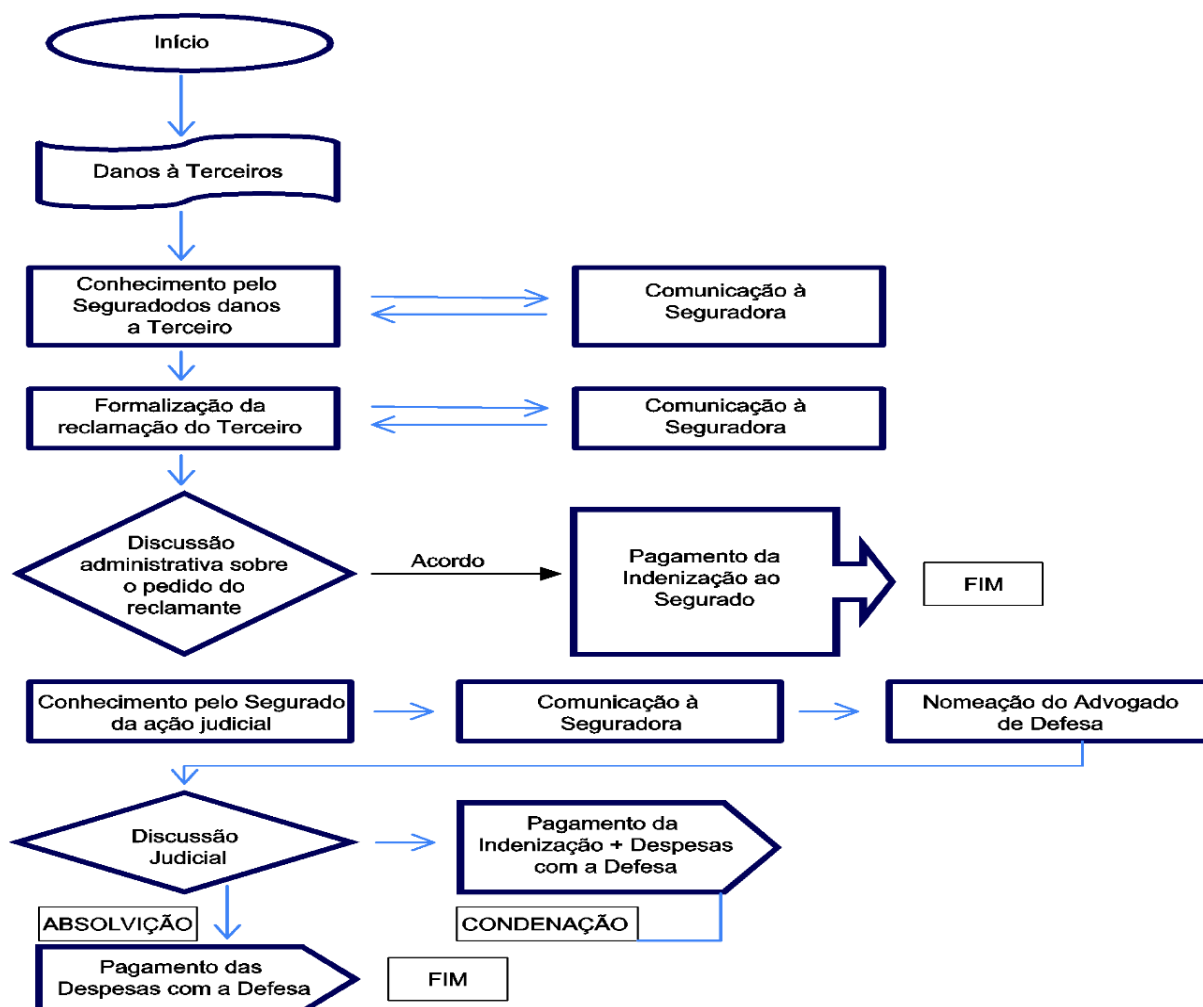 Início
Danos à Terceiros
Conhecimento pelo
Seguradodos danos
a Terceiro
Comunicação à
Seguradora
Formalização da
reclamação do Terceiro
Comunicação à
Seguradora
Discussão
administrativa sobre
o pedido do
reclamante
Acordo
Pagamento da
Indenização ao
Segurado
FIM
Conhecimento pelo Segurado
da ação judicial
Comunicação à
Seguradora
Nomeação do Advogado
de Defesa
Discussão
Judicial
Pagamento da
Indenização + Despesas
com a Defesa
ABSOLVIÇÃO
CONDENAÇÃO
Pagamento das
Despesas com a Defesa
FIM